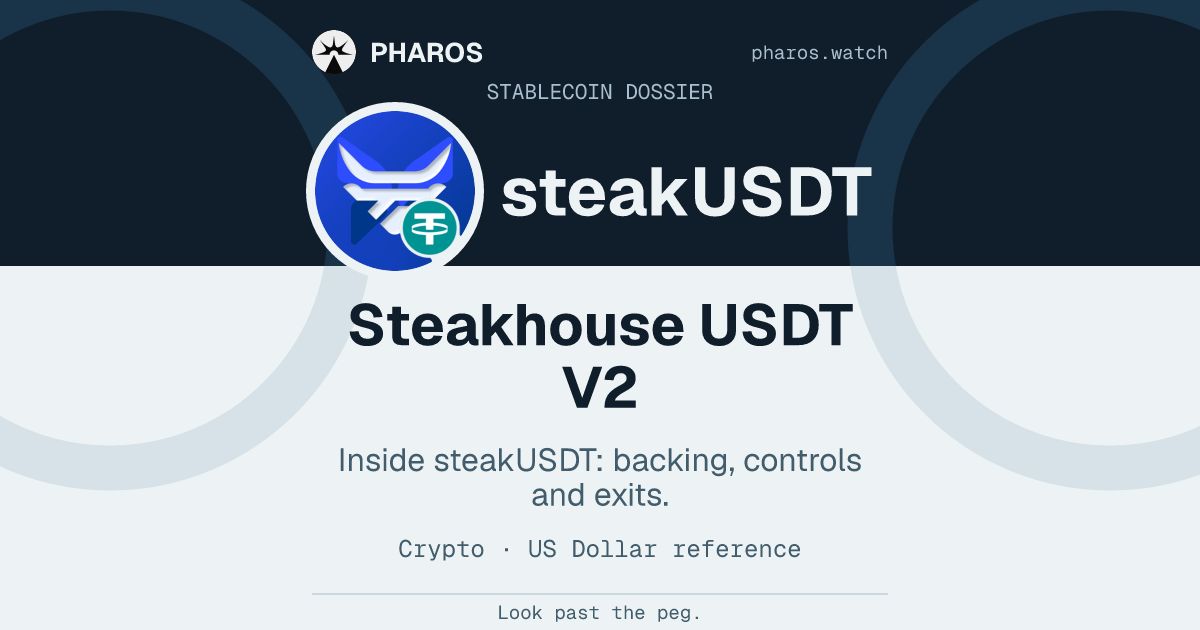 PHAROS
pharos.watch
STABLECOIN DOSSIER
steakUSDT
Steakhouse USDT
V2
Inside steakUSDT: backing, controls
and exits.
Crypto · US Dollar reference
Look past the peg.